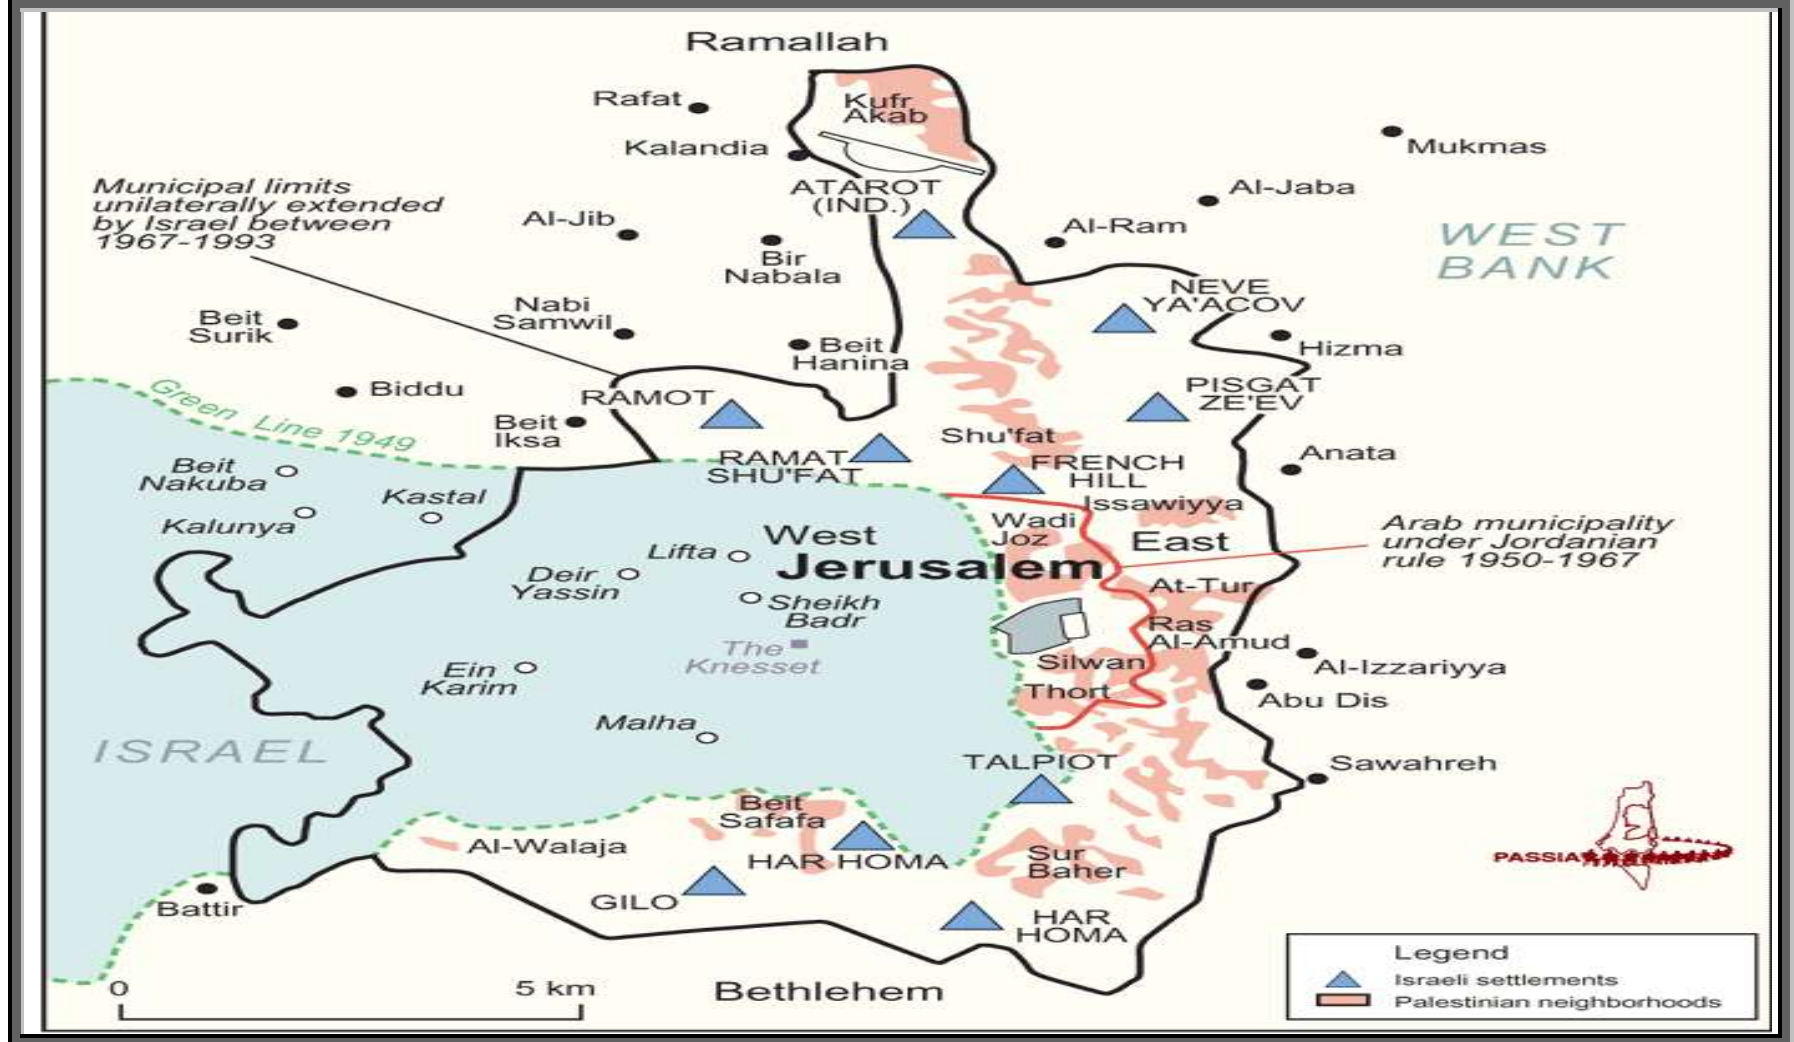 Ramallah
Rafat
Kufr
Akab
Kalandia
Mukmas
Municipal limits
unilaterally extended
by Israel between
1967-1993
ATAROT
(IND.)
Al-Jaba
Al-Jib
Al-Ram
WEST
BANK
Bir
Nabala
NEVE
YA'ACOV
Nabi
Samwil
Beit
Surik
Beit
Hanina
Hizma
Green Line 1949
Biddu
RAMOT
PISGAT
ZE'EV
Beit
Iksa
Shu'fat
RAMAT
SHU'FAT
FRENCH
HILL
Anata
Beit
Nakuba
Kastal
Issawiyya
Kalunya
Wadi
Joz
West
East
Jerusalem
Arab municipality
under Jordanian
rule 1950-1967
Lifta
Deir
Yassin
Sheikh
Badr
At-Tur
Ras
Al-Amud
The
Knesset
Silwan
Al-Izzariyya
Ein
Karim
Thort
Abu Dis
Malha
ISRAEL
TALPIOT
Sawahreh
Beit
Safafa
Al-Walaja
HAR HOMA
Sur
Baher
PASSIA
GILO
Battir
HAR
HOMA
Legend
Israeli settlements
Palestinian neighborhoods
0 5 km
Bethlehem